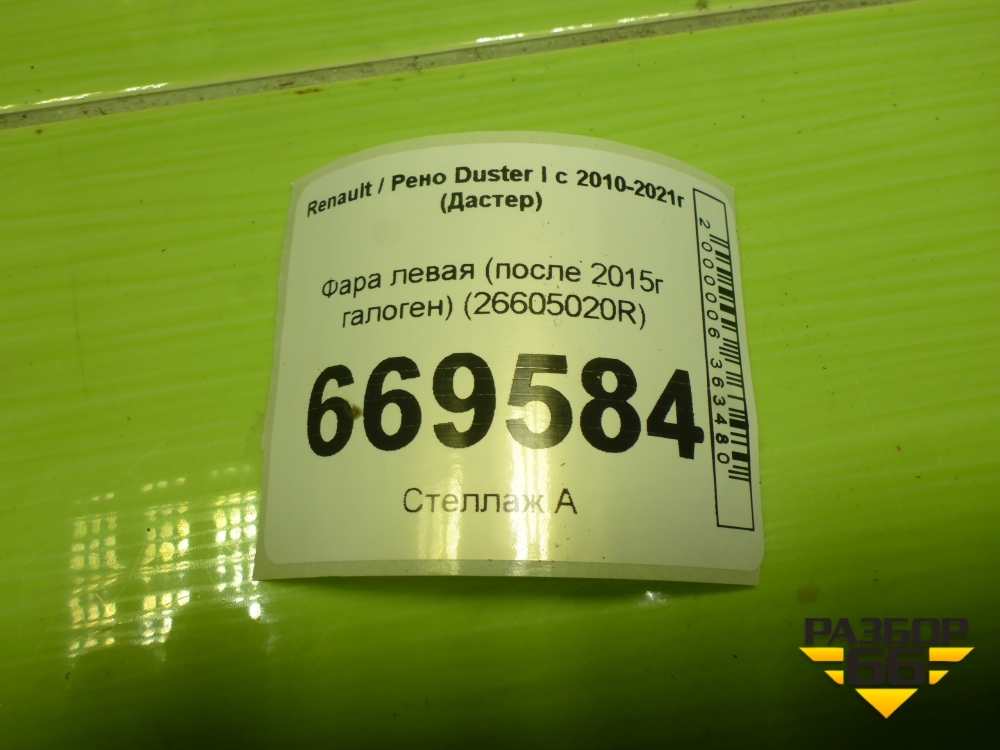 Renault / Рено Duster I с 2010-2021г
(Дастер)
Фара левая (после 2015г
галоген) (26605020R)
669584
Стеллаж А
2000006363480
РАЗБОР
66